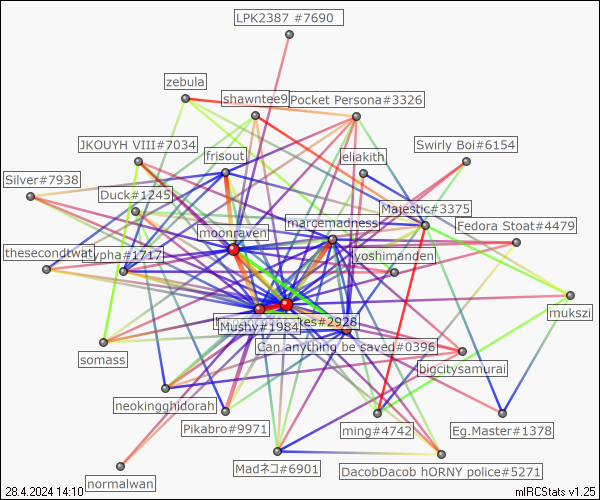 LPK2387 #7690
zebula
shawntee9
Pocket Persona#3326
JKOUYH VIII#7034
frisout
eliakith
Swirly Boi#6154
Silver#7938
Duck#1245
Majestic#3375
marcemadness
Fedora Stoat#4479
moonraven
thesecondtwat
ypha#1717
yoshimanden
mukszi
kes#2928
Mushy#1984
Can anything be saved#0396
somass
bigcitysamurai
neokingghidorah
Pikabro#9971
ming#4742
Eg.Master#1378
Madネコ#6901
DacobDacob hORNY police#5271
normalwan
28.4.2024 14:10
mIRCStats v1.25